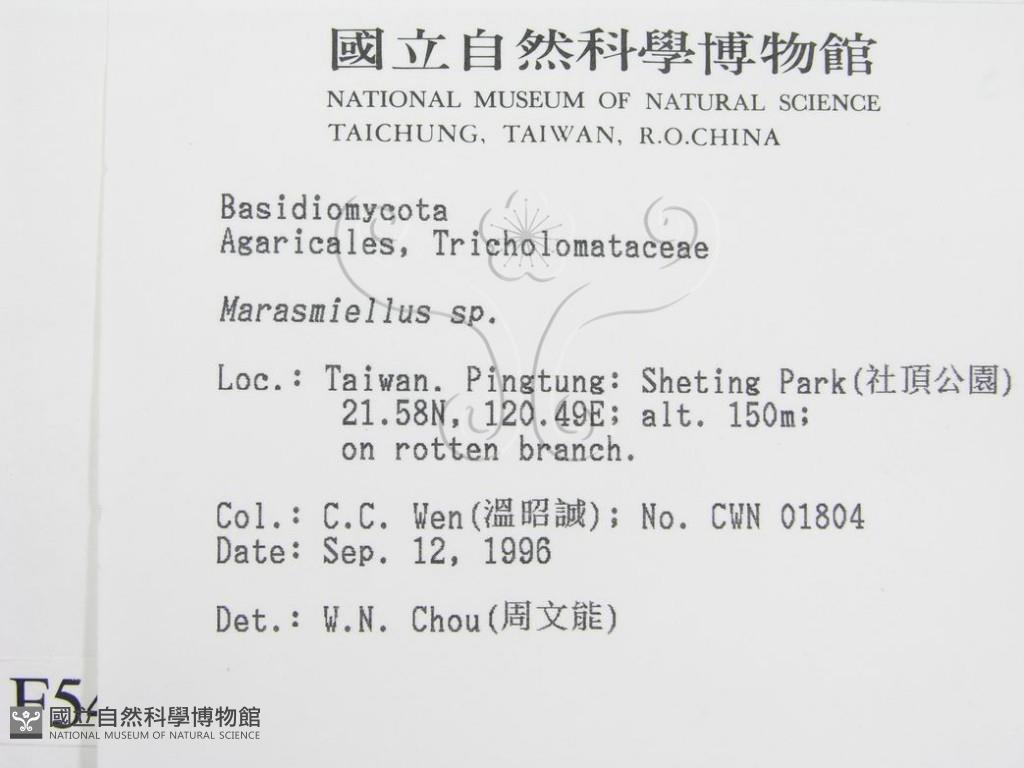 國立自然科學博物館
NATIONAL MUSEUM OF NATURAL SCIENCE
TAICHUNG, TAIWAN, R.O.CHINA
Basidiomycota
Agaricales, Tricholomataceae
Marasmiellus sp.
Loc.: Taiwan. Pingtung: Sheting Park(社頂公園)
21.58N, 120.49E; alt. 150m;
on rotten branch.
Col.: C.C. Wen(溫昭誠); No. CWN 01804
Date: Sep. 12, 1996
Det.: W.N. Chou(周文能)
國立自然科學博物館
NATIONAL MUSEUM OF NATURAL SCIENCE